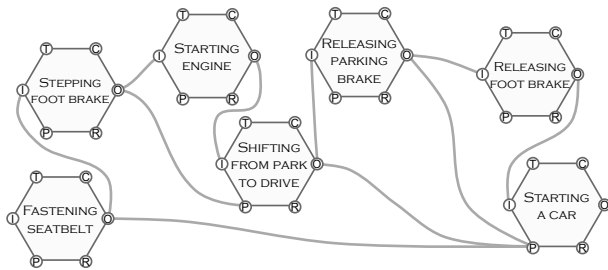 T C
STARTING
ENGINE
I O
P R
T C
RELEASING
PARKING
BRAKE
I O
P R
T C
STEPPING
FOOT BRAKE
I O
P R
T C
RELEASING
FOOT BRAKE
I O
P R
T C
SHIFTING
FROM PARK
TO DRIVE
I O
P R
T C
FASTENING
SEATBELT
I O
P R
T C
STARTING
A CAR
I O
P R